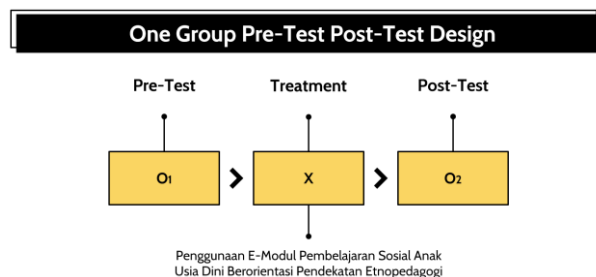 One Group Pre-Test Post-Test Design
Pre-Test
Treatment
Post-Test
O1
X
O2
Penggunaan E-Modul Pembelajaran Sosial Anak
Usia Dini Berorientasi Pendekatan Etnopedagogi